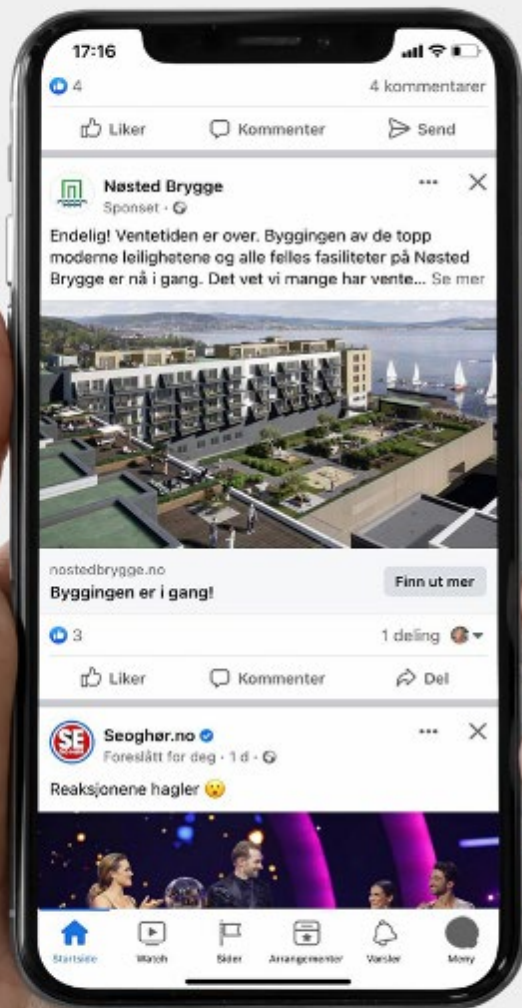 17:16
4
4 kommentarer
Liker
Kommenter
Send
Nøsted Brygge
Sponset ·
Endelig! Ventetiden er over. Byggingen av de topp
moderne leilighetene og alle felles fasiliteter på Nøsted
Brygge er nå i gang. Det vet vi mange har vente... Se mer
nostedbrygge.no
Byggingen er i gang!
Finn ut mer
3
1 deling
Liker
Kommenter
Del
SE
Seoghør.no
Foreslått for deg · 1 d ·
Reaksjonene hagler 😮
Startside
Watch
Sider
Arrangementer
Varsler
Meny